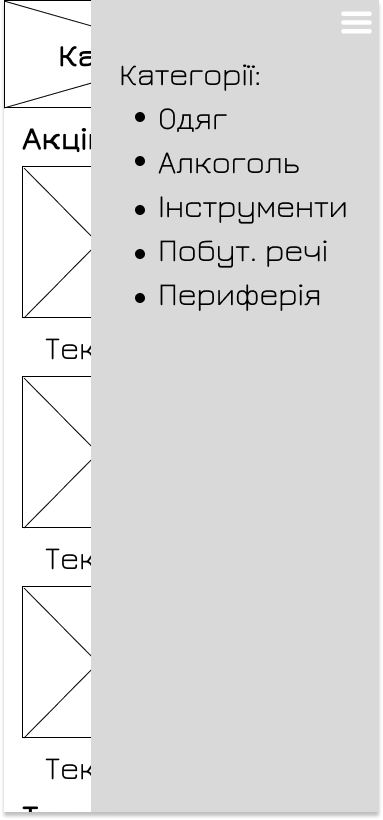 Категорії:
Одяг
Алкоголь
Інструменти
Побут. речі
Периферія